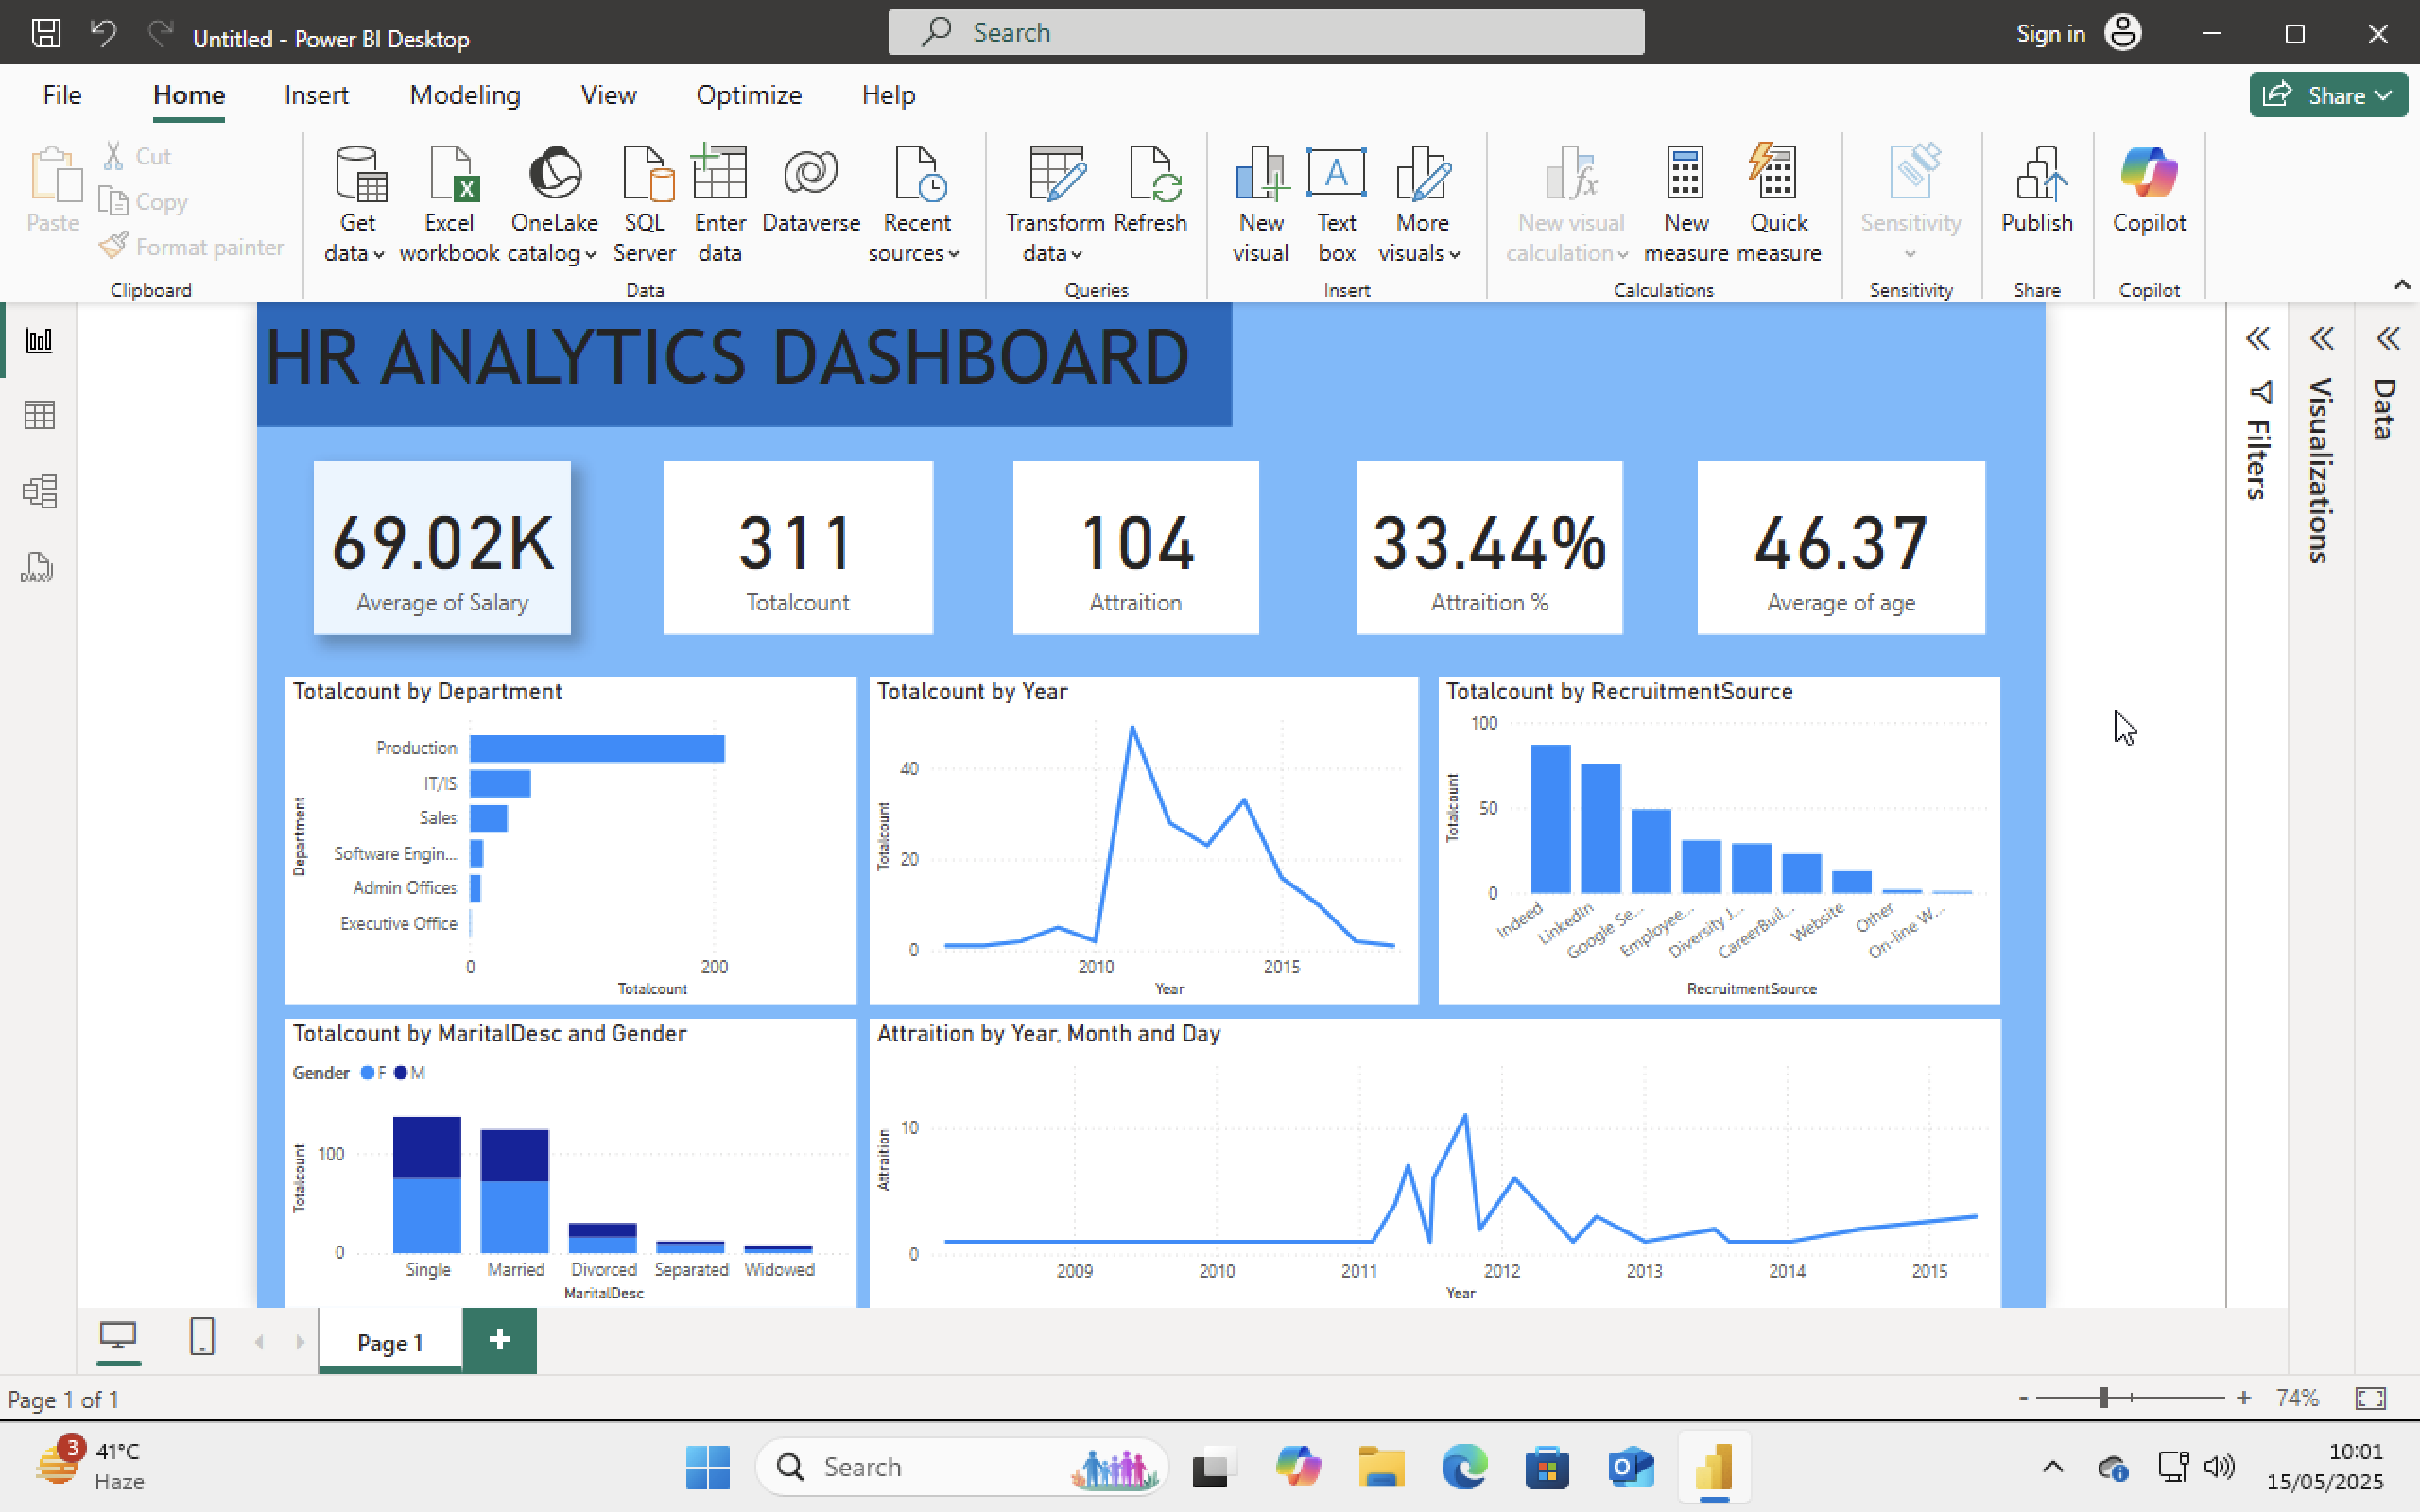 Untitled - Power BI Desktop
Search
Sign in
File Home Insert Modeling View Optimize Help
Share
Paste
Cut
Copy
Format painter
Clipboard
Get data
Excel workbook
OneLake catalog
SQL Server
Enter data
Dataverse
Recent sources
Data
Transform data
Refresh
Queries
New visual
Text box
More visuals
Insert
New visual calculation
New measure
Quick measure
Calculations
Sensitivity
Sensitivity
Publish
Share
Copilot
Copilot
DAX
HR ANALYTICS DASHBOARD
69.02K
Average of Salary
311
Totalcount
104
Attraition
33.44%
Attraition %
46.37
Average of age
Totalcount by Department
Department
Production
IT/IS
Sales
Software Engin...
Admin Offices
Executive Office
0 200
Totalcount
Totalcount by Year
Totalcount
40
20
0
2010 2015
Year
Totalcount by RecruitmentSource
Totalcount
100
50
0
Indeed
LinkedIn
Google Se...
Employee...
Diversity J...
CareerBuil...
Website
Other
On-line W...
RecruitmentSource
Totalcount by MaritalDesc and Gender
Gender F M
Totalcount
100
0
Single Married Divorced Separated Widowed
MaritalDesc
Attraition by Year, Month and Day
Attraition
10
0
2009 2010 2011 2012 2013 2014 2015
Year
Filters
Visualizations
Data
Page 1
Page 1 of 1
- + 74%
3
41°C
Haze
Search
10:01
15/05/2025